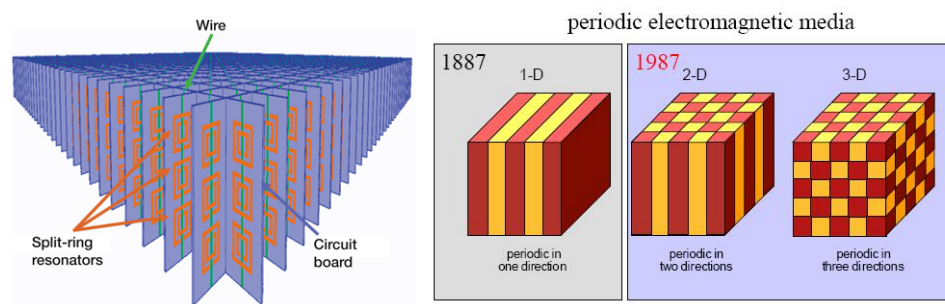 Wire
Split-ring
resonators
Circuit
board
periodic electromagnetic media
1887
1-D
periodic in
one direction
1987
2-D
3-D
periodic in
two directions
periodic in
three directions